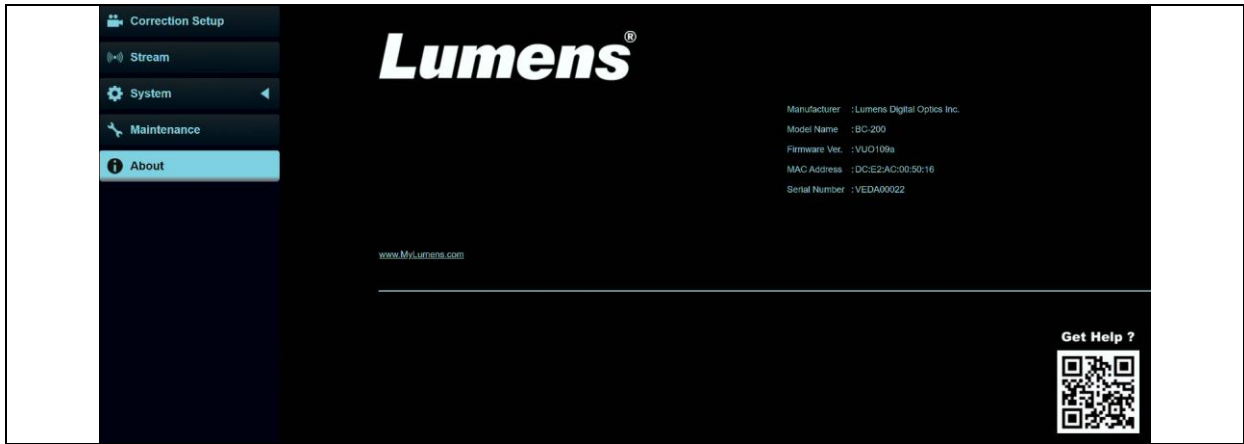 Correction Setup
Stream
System
Maintenance
About
Lumens®
Manufacturer : Lumens Digital Optics Inc.
Model Name : BC-200
Firmware Ver. : VUO109a
MAC Address : DC:E2:AC:00:50:16
Serial Number : VEDA00022
www.MyLumens.com
Get Help ?